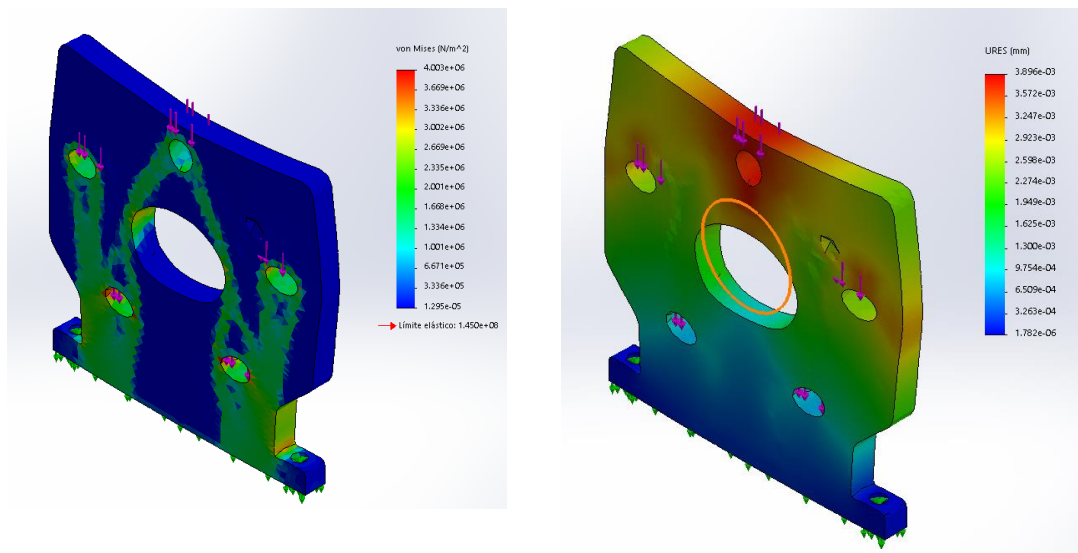 von Mises (N/m^2)
4.003e+06
3.669e+06
3.336e+06
3.002e+06
2.669e+06
2.335e+06
2.001e+06
1.668e+06
1.334e+06
1.001e+06
6.671e+05
3.336e+05
1.295e-05
Límite elástico: 1.450e+08
URES (mm)
3.896e-03
3.572e-03
3.247e-03
2.923e-03
2.598e-03
2.274e-03
1.949e-03
1.625e-03
1.300e-03
9.754e-04
6.509e-04
3.263e-04
1.782e-06